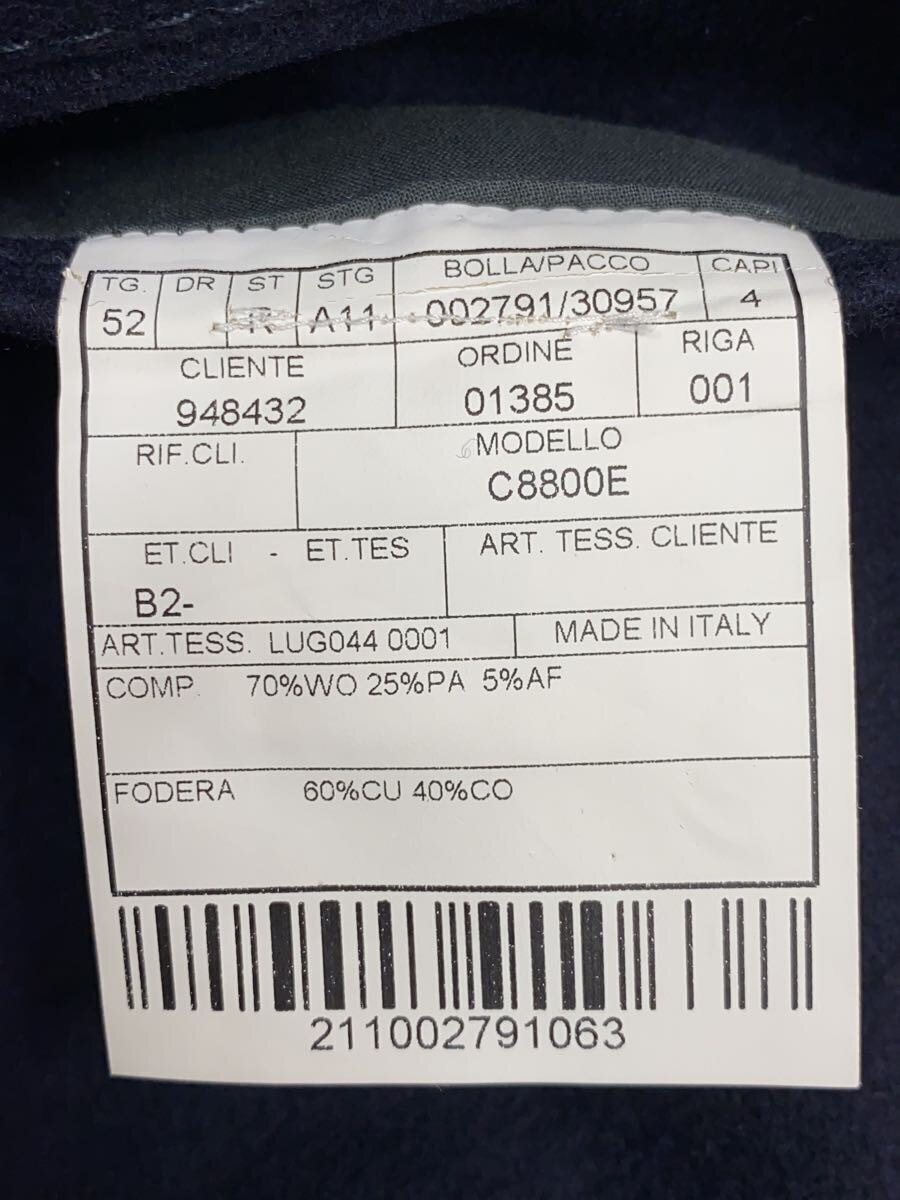 TG. DR ST STG BOLLA/PACCO CAPI
52 R A11 002791/30957 4
CLIENTE ORDINE RIGA
948432 01385 001
RIF.CLI. MODELLO
C8800E
ET.CLI - ET.TES ART. TESS. CLIENTE
B2-
ART.TESS. LUG044 0001 MADE IN ITALY
COMP. 70%WO 25%PA 5%AF
FODERA 60%CU 40%CO
211002791063